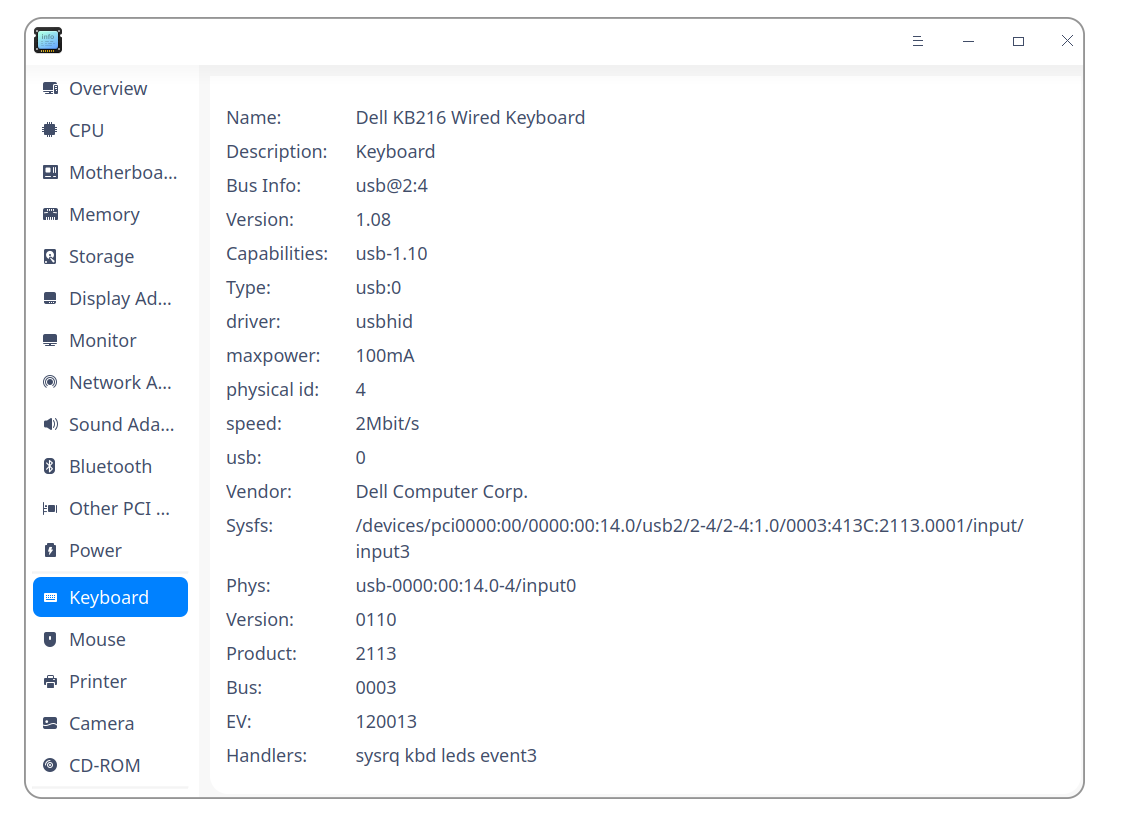 info
Overview
CPU
Motherboa...
Memory
Storage
Display Ad...
Monitor
Network A...
Sound Ada...
Bluetooth
Other PCI ...
Power
Keyboard
Mouse
Printer
Camera
CD-ROM
Name: Dell KB216 Wired Keyboard
Description: Keyboard
Bus Info: usb@2:4
Version: 1.08
Capabilities: usb-1.10
Type: usb:0
driver: usbhid
maxpower: 100mA
physical id: 4
speed: 2Mbit/s
usb: 0
Vendor: Dell Computer Corp.
Sysfs: /devices/pci0000:00/0000:00:14.0/usb2/2-4/2-4:1.0/0003:413C:2113.0001/input/
input3
Phys: usb-0000:00:14.0-4/input0
Version: 0110
Product: 2113
Bus: 0003
EV: 120013
Handlers: sysrq kbd leds event3